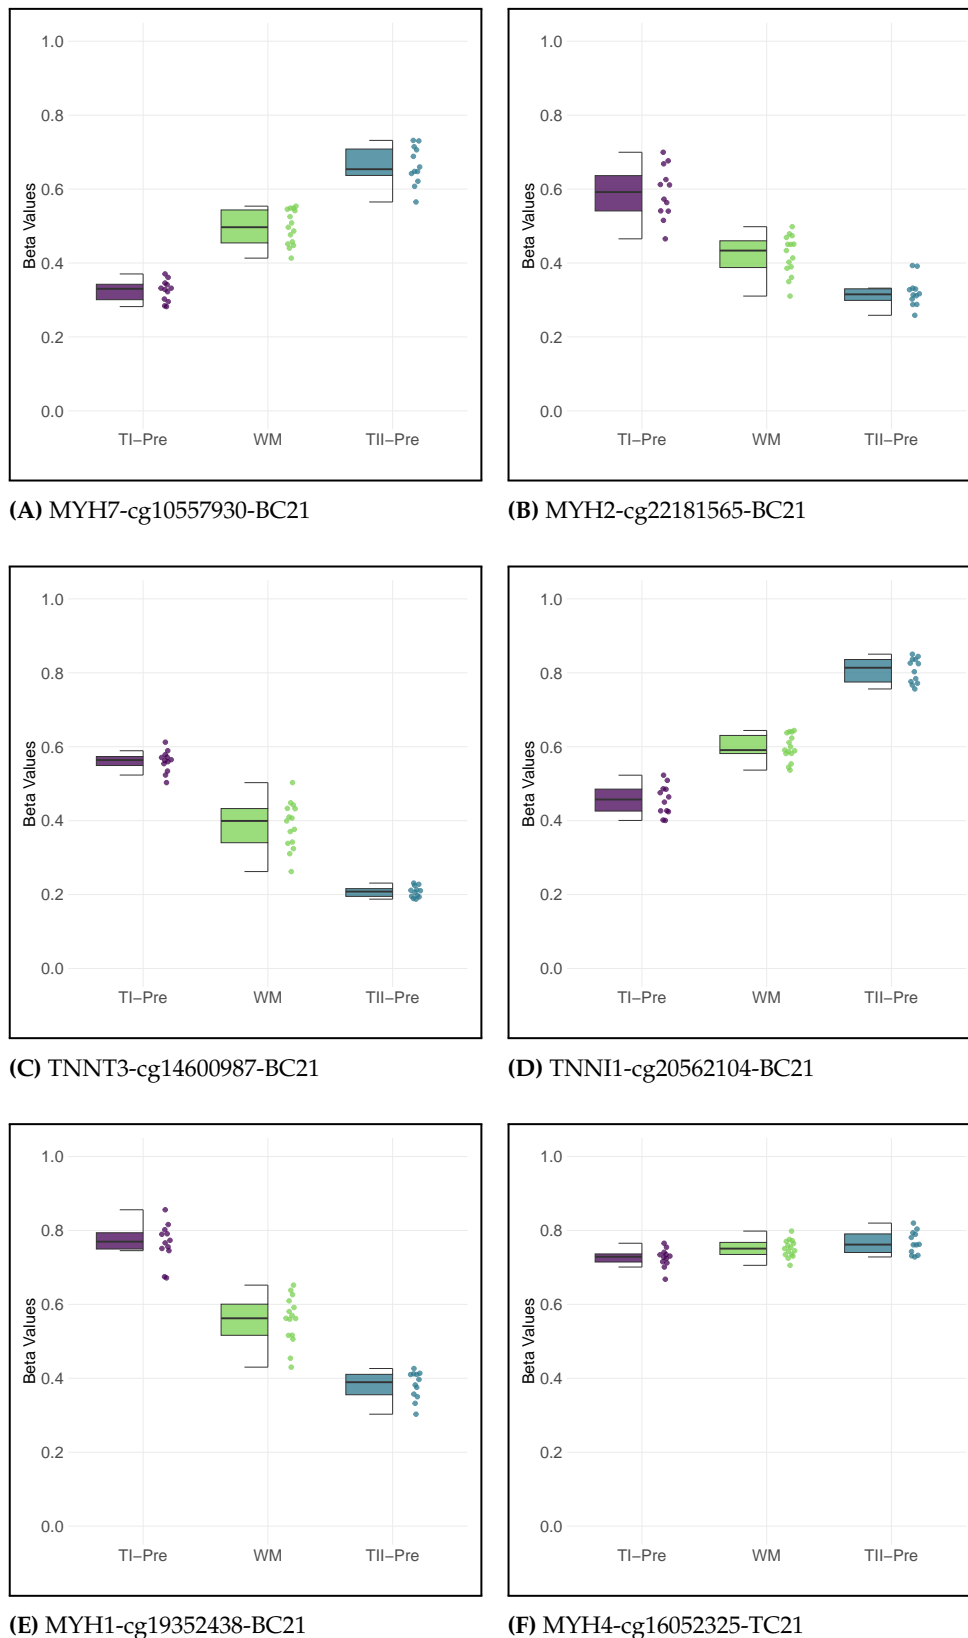 1.0
0.8
0.6
0.4
0.2
0.0
Beta Values
TI−Pre WM TII−Pre
(A) MYH7-cg10557930-BC21
1.0
0.8
0.6
0.4
0.2
0.0
Beta Values
TI−Pre WM TII−Pre
(B) MYH2-cg22181565-BC21
1.0
0.8
0.6
0.4
0.2
0.0
Beta Values
TI−Pre WM TII−Pre
(C) TNNT3-cg14600987-BC21
1.0
0.8
0.6
0.4
0.2
0.0
Beta Values
TI−Pre WM TII−Pre
(D) TNNI1-cg20562104-BC21
1.0
0.8
0.6
0.4
0.2
0.0
Beta Values
TI−Pre WM TII−Pre
(E) MYH1-cg19352438-BC21
1.0
0.8
0.6
0.4
0.2
0.0
Beta Values
TI−Pre WM TII−Pre
(F) MYH4-cg16052325-TC21